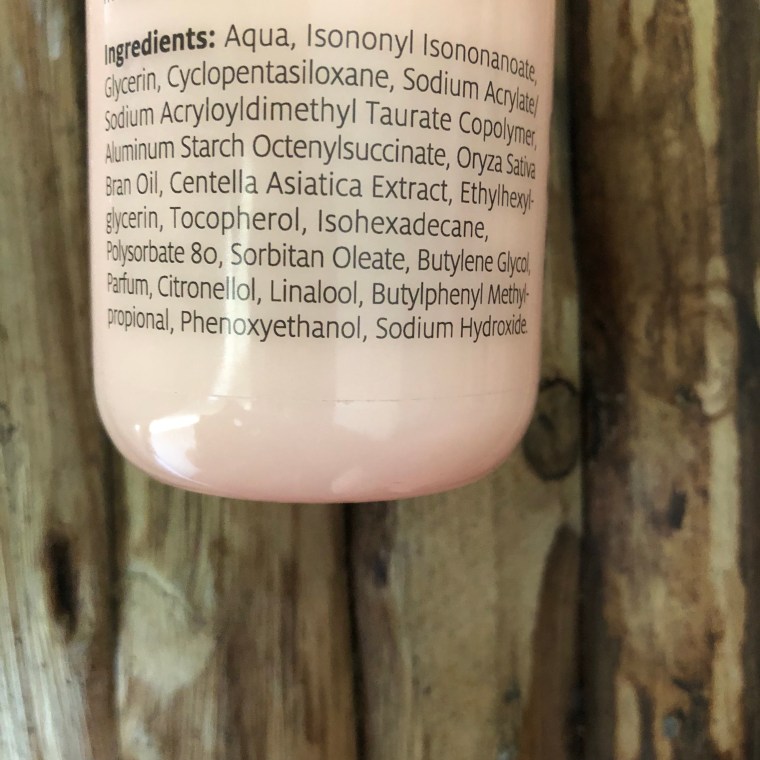 Ingredients: Aqua, Isononyl Isononanoate,
Glycerin, Cyclopentasiloxane, Sodium Acrylate/
Sodium Acryloyldimethyl Taurate Copolymer,
Aluminum Starch Octenylsuccinate, Oryza Sativa
Bran Oil, Centella Asiatica Extract, Ethylhexyl-
glycerin, Tocopherol, Isohexadecane,
Polysorbate 80, Sorbitan Oleate, Butylene Glycol,
Parfum, Citronellol, Linalool, Butylphenyl Methyl-
propional, Phenoxyethanol, Sodium Hydroxide.